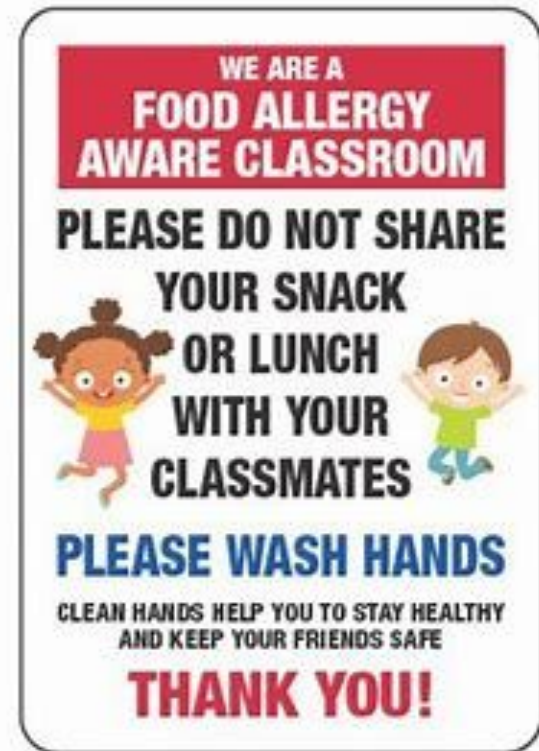 WE ARE A
FOOD ALLERGY
AWARE CLASSROOM
PLEASE DO NOT SHARE
YOUR SNACK
OR LUNCH
WITH YOUR
CLASSMATES
PLEASE WASH HANDS
CLEAN HANDS HELP YOU TO STAY HEALTHY
AND KEEP YOUR FRIENDS SAFE
THANK YOU!